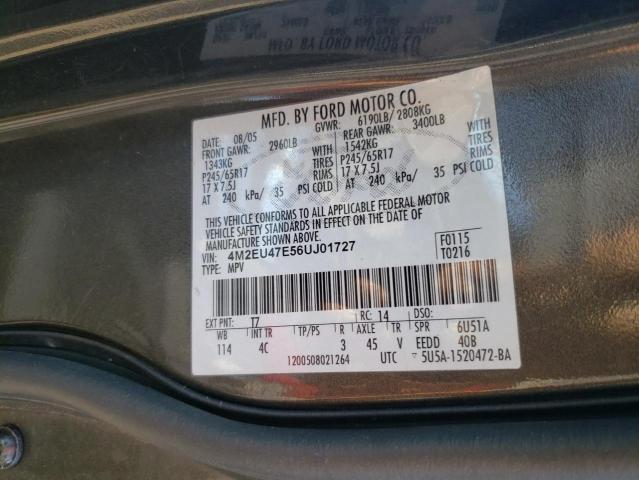 MFD. BY FORD MOTOR CO.
DATE: 08/05 GVWR: 6190LB/ 2808KG
FRONT GAWR: 2960LB REAR GAWR: 3400LB
1343KG WITH 1542KG WITH
P245/65R17 TIRES P245/65R17 TIRES
17 X 7.5J RIMS 17 X 7.5J RIMS
AT 240 kPa/ 35 PSI COLD AT 240 kPa/ 35 PSI COLD
THIS VEHICLE CONFORMS TO ALL APPLICABLE FEDERAL MOTOR
VEHICLE SAFETY STANDARDS IN EFFECT ON THE DATE OF
MANUFACTURE SHOWN ABOVE.
VIN: 4M2EU47E56UJ01727 F0115
TYPE: MPV T0216
EXT PNT: T7 RC: 14 DSO:
WB INT TR TP/PS R AXLE TR SPR 6U51A
114 4C 3 45 V EEDD 40B
1200508021264 UTC 5U5A-1520472-BA